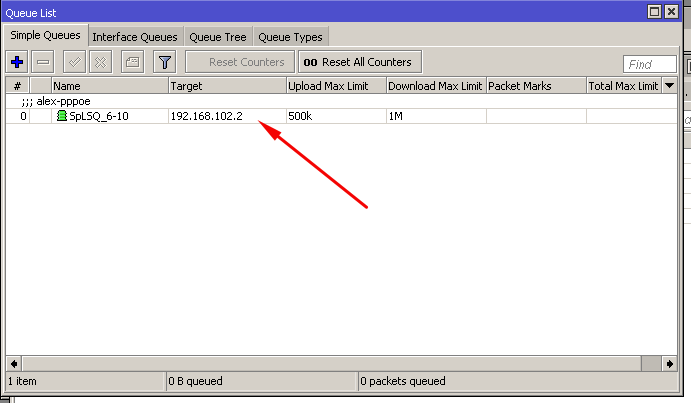 Queue List
Simple Queues Interface Queues Queue Tree Queue Types
Reset Counters 00 Reset All Counters Find
# Name Target Upload Max Limit Download Max Limit Packet Marks Total Max Limit
;;; alex-pppoe
0 SpLSQ_6-10 192.168.102.2 500k 1M
1 item 0 B queued 0 packets queued